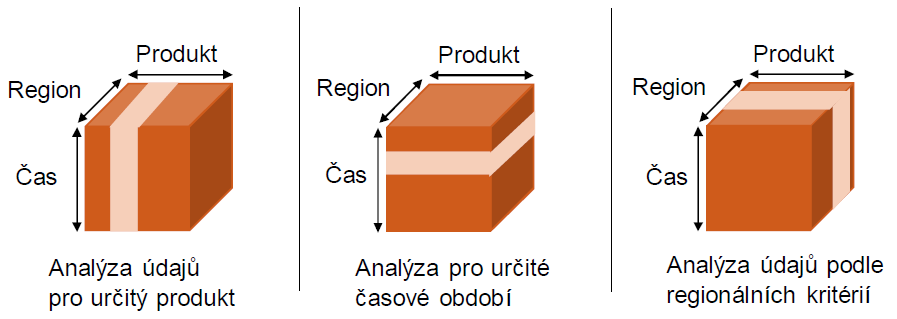 Produkt
Region
Čas
Analýza údajů
pro určitý produkt
Produkt
Region
Čas
Analýza pro určité
časové období
Produkt
Region
Čas
Analýza údajů podle
regionálních kritérií